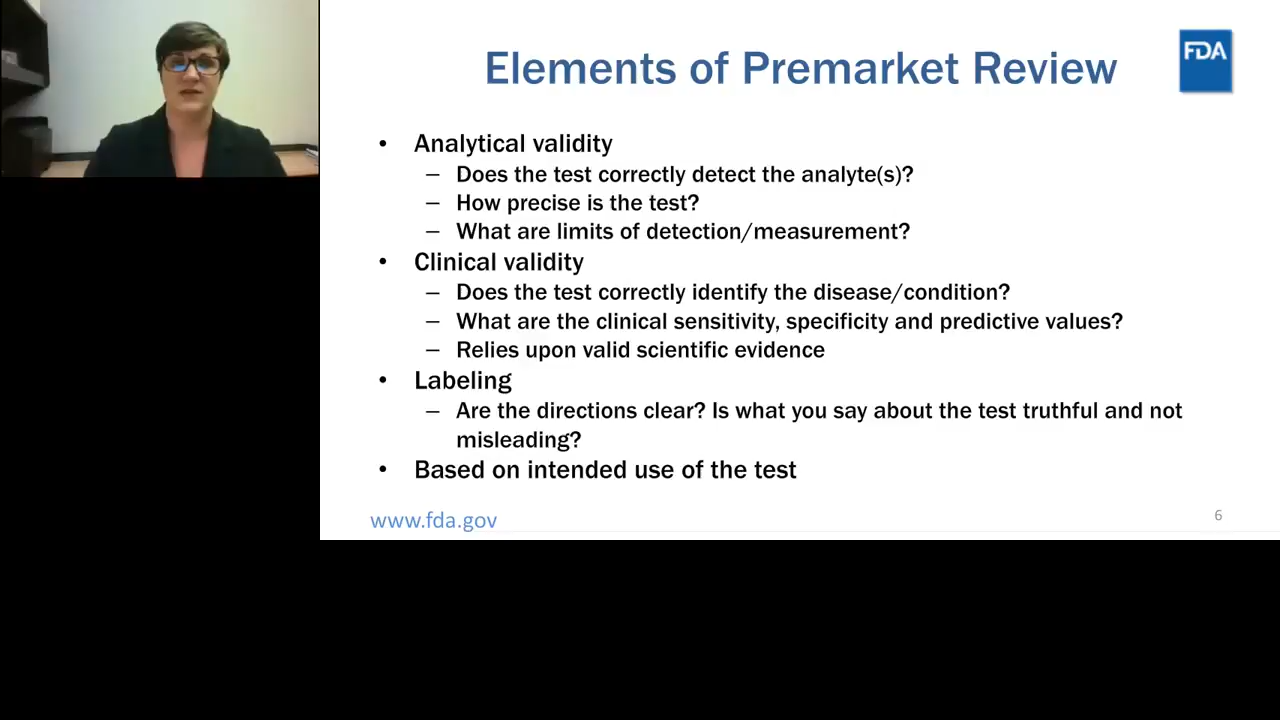 Elements of Premarket Review
FDA
• Analytical validity
– Does the test correctly detect the analyte(s)?
– How precise is the test?
– What are limits of detection/measurement?
• Clinical validity
– Does the test correctly identify the disease/condition?
– What are the clinical sensitivity, specificity and predictive values?
– Relies upon valid scientific evidence
• Labeling
– Are the directions clear? Is what you say about the test truthful and not
misleading?
• Based on intended use of the test
www.fda.gov
6